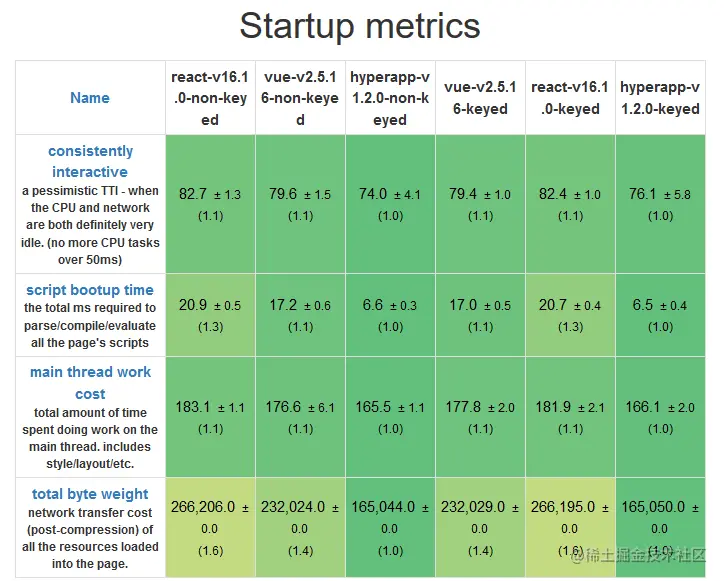 Startup metrics
Name
react-v16.1
.0-non-key
ed
vue-v2.5.1
6-non-keye
d
hyperapp-v
1.2.0-non-k
eyed
vue-v2.5.1
6-keyed
react-v16.1
.0-keyed
hyperapp-v
1.2.0-keyed
consistently
interactive
a pessimistic TTI - when
the CPU and network
are both definitely very
idle. (no more CPU tasks
over 50ms)
82.7 ± 1.3
(1.1)
79.6 ± 1.5
(1.1)
74.0 ± 4.1
(1.0)
79.4 ± 1.0
(1.1)
82.4 ± 1.0
(1.1)
76.1 ± 5.8
(1.0)
script bootup time
the total ms required to
parse/compile/evaluate
all the page's scripts
20.9 ± 0.5
(1.3)
17.2 ± 0.6
(1.1)
6.6 ± 0.3
(1.0)
17.0 ± 0.5
(1.1)
20.7 ± 0.4
(1.3)
6.5 ± 0.4
(1.0)
main thread work
cost
total amount of time
spent doing work on the
main thread. includes
style/layout/etc.
183.1 ± 1.1
(1.1)
176.6 ± 6.1
(1.1)
165.5 ± 1.1
(1.0)
177.8 ± 2.0
(1.1)
181.9 ± 2.1
(1.1)
166.1 ± 2.0
(1.0)
total byte weight
network transfer cost
(post-compression) of
all the resources loaded
into the page.
266,206.0 ±
0.0
(1.6)
232,024.0 ±
0.0
(1.4)
165,044.0 ±
0.0
(1.0)
232,029.0 ±
0.0
(1.4)
266,195.0 ±
0.0
(1.6)
165,050.0 ±
0.0
(1.0)
@稀土掘金技术社区